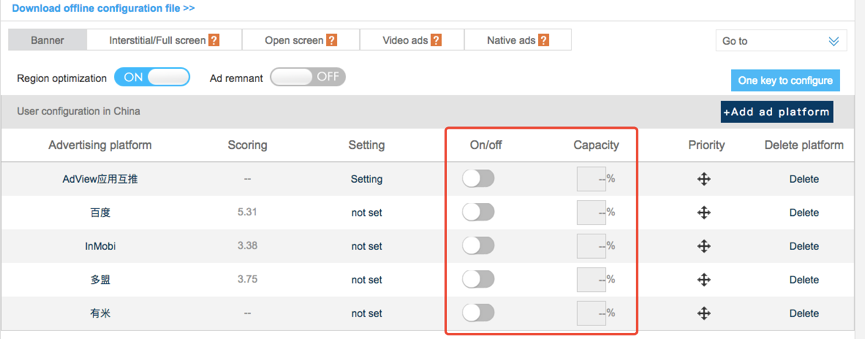 Download offline configuration file >>
Banner Interstitial/Full screen ? Open screen ? Video ads ? Native ads ? Go to
Region optimization ON Ad remnant OFF One key to configure
User configuration in China +Add ad platform
Advertising platform Scoring Setting On/off Capacity Priority Delete platform
AdView应用互推 -- Setting --% Delete
百度 5.31 not set --% Delete
InMobi 3.38 not set --% Delete
多盟 3.75 not set --% Delete
有米 -- not set --% Delete